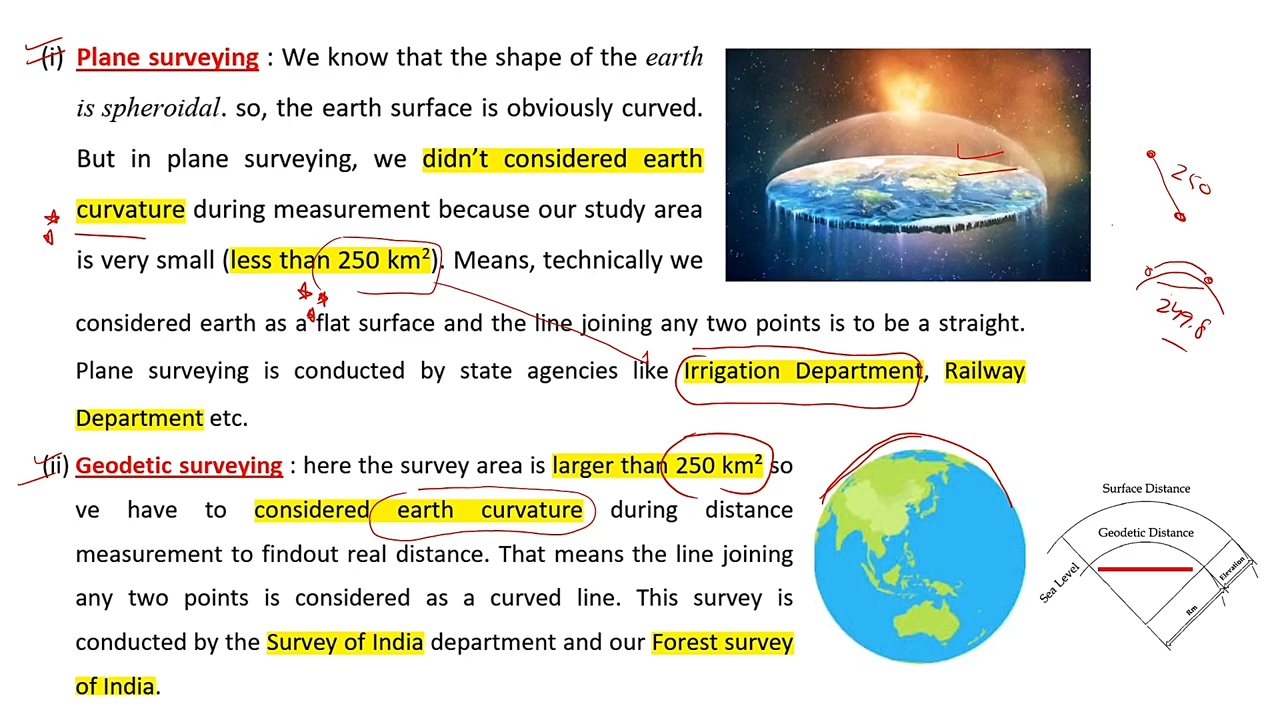 (i) Plane surveying : We know that the shape of the earth
is spheroidal. so, the earth surface is obviously curved.
But in plane surveying, we didn't considered earth
curvature during measurement because our study area
is very small (less than 250 km²). Means, technically we
considered earth as a flat surface and the line joining any two points is to be a straight.
Plane surveying is conducted by state agencies like Irrigation Department, Railway
Department etc.
250
249.8
(ii) Geodetic surveying : here the survey area is larger than 250 km² so
ve have to considered earth curvature during distance
measurement to findout real distance. That means the line joining
any two points is considered as a curved line. This survey is
conducted by the Survey of India department and our Forest survey
of India.
Surface Distance
Geodetic Distance
Sea Level
Elevation
Rm